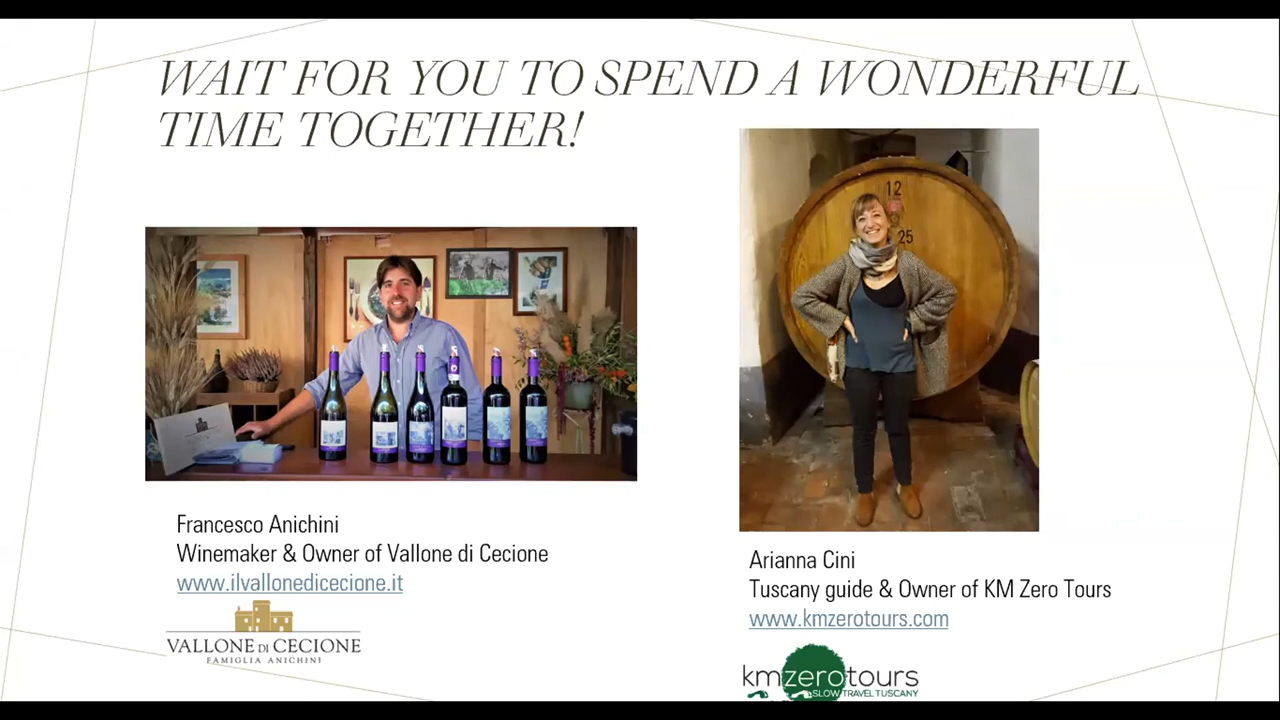 WAIT FOR YOU TO SPEND A WONDERFUL
TIME TOGETHER!
12
25
Francesco Anichini
Winemaker & Owner of Vallone di Cecione
www.ilvallonedicecione.it
VALLONE DI CECIONE
FAMIGLIA ANICHINI
Arianna Cini
Tuscany guide & Owner of KM Zero Tours
www.kmzerotours.com
kmzerotours
SLOW TRAVEL TUSCANY